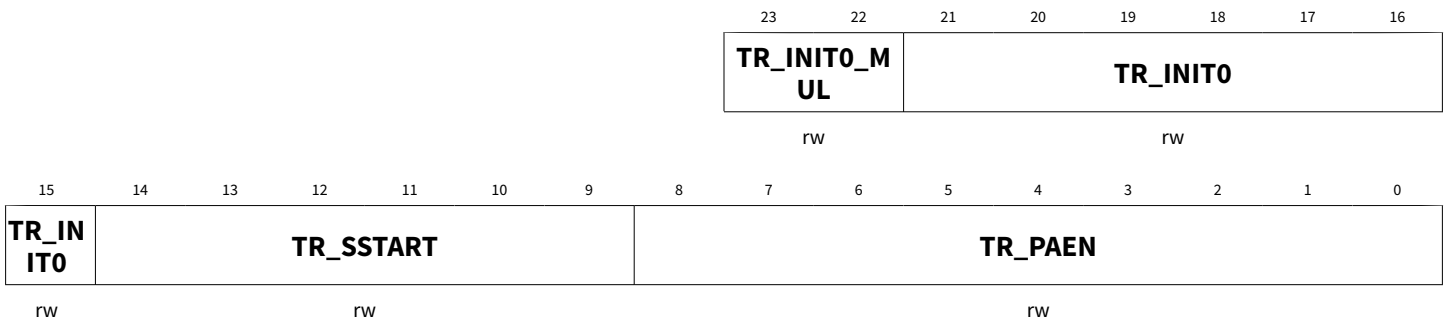 23 22 21 20 19 18 17 16
TR_INIT0_M
UL
TR_INIT0
rw rw
15 14 13 12 11 10 9 8 7 6 5 4 3 2 1 0
TR_IN
IT0
TR_SSTART
TR_PAEN
rw rw rw